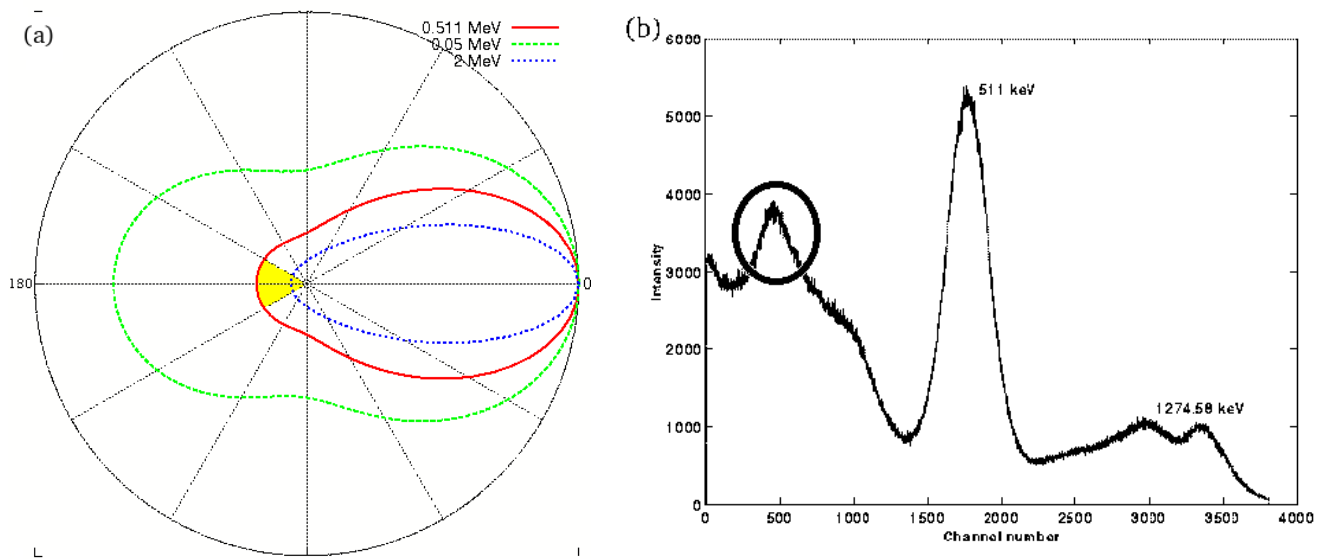 (a)
0.511 MeV
0.05 MeV
2 MeV
180
0
(b)
6000
5000
4000
3000
2000
1000
0
Intensity
511 keV
1274.58 keV
0 500 1000 1500 2000 2500 3000 3500 4000
Channel number